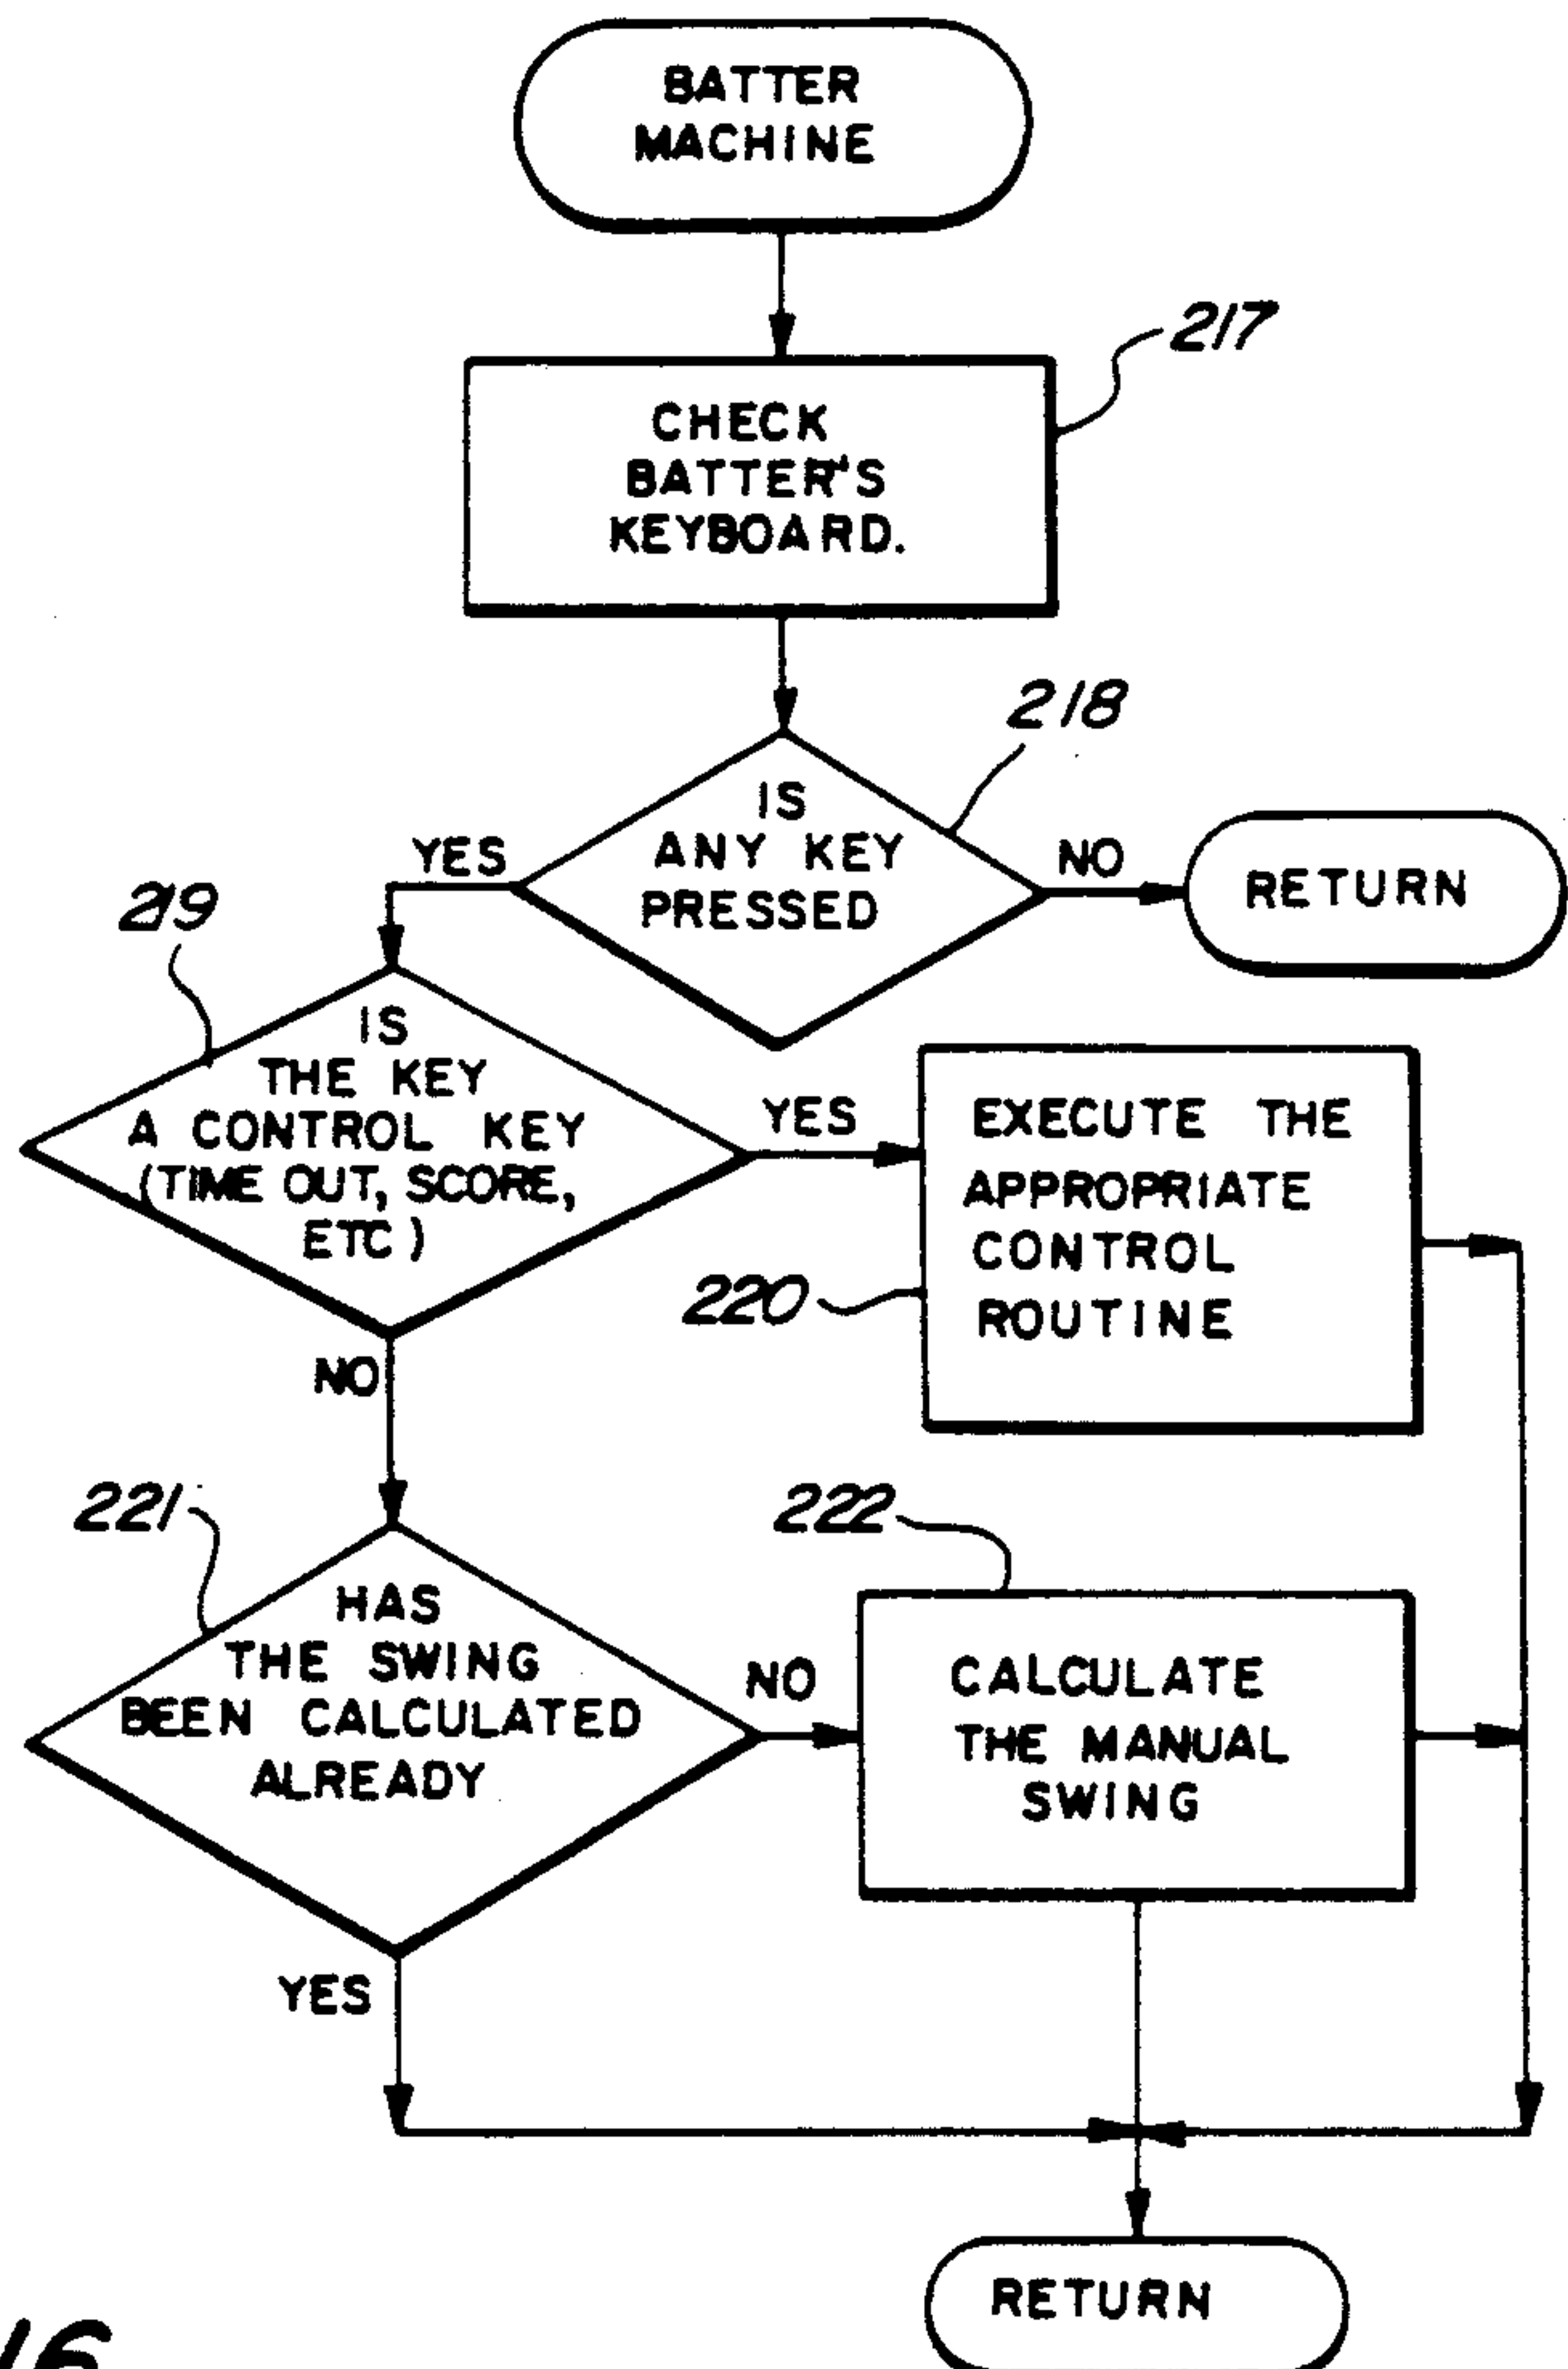 BATTER
MACHINE
217
CHECK
BATTER'S
KEYBOARD.
218
IS
ANY KEY
PRESSED
YES
NO
RETURN
219
IS
THE KEY
A CONTROL KEY
(TIME OUT, SCORE,
ETC)
YES
EXECUTE THE
APPROPRIATE
CONTROL
ROUTINE
220
NO
221
HAS
THE SWING
BEEN CALCULATED
ALREADY
NO
222
CALCULATE
THE MANUAL
SWING
YES
RETURN
16